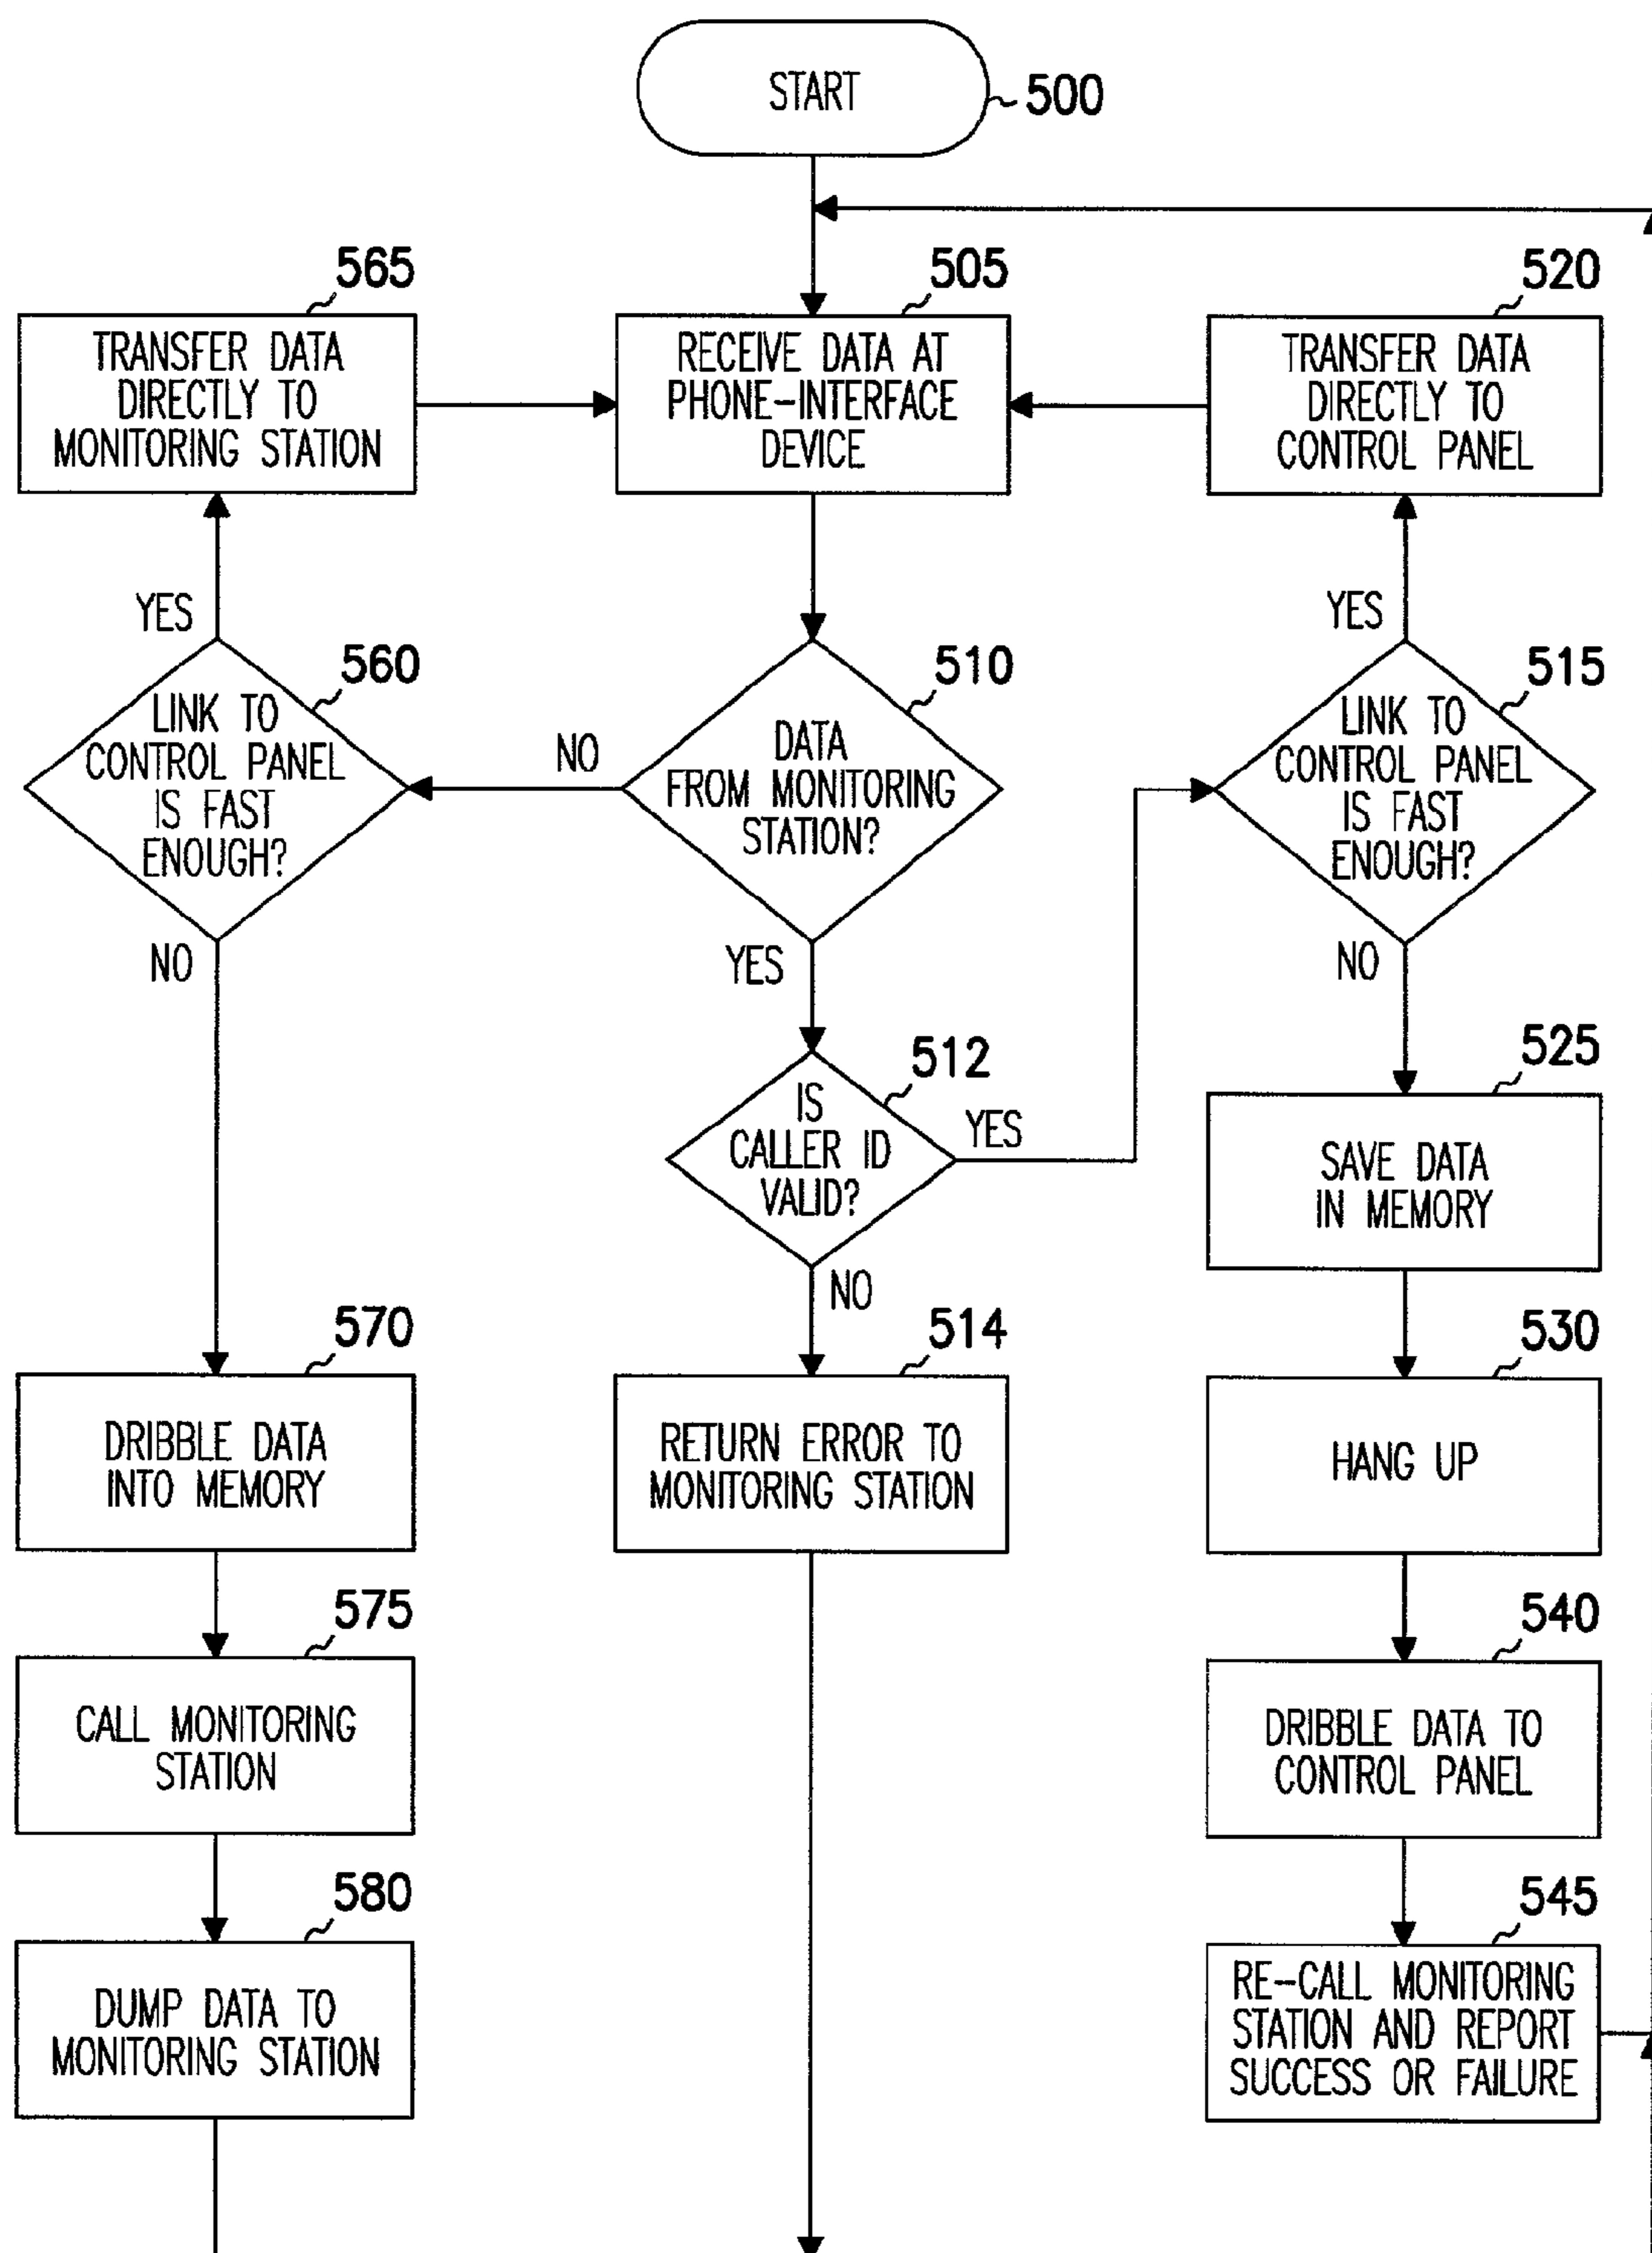 START
500
565
TRANSFER DATA
DIRECTLY TO
MONITORING STATION
505
RECEIVE DATA AT
PHONE-INTERFACE
DEVICE
520
TRANSFER DATA
DIRECTLY TO
CONTROL PANEL
YES
YES
560
LINK TO
CONTROL PANEL
IS FAST
ENOUGH?
NO
510
DATA
FROM MONITORING
STATION?
515
LINK TO
CONTROL PANEL
IS FAST
ENOUGH?
NO
YES
NO
512
IS
CALLER ID
VALID?
YES
NO
525
SAVE DATA
IN MEMORY
570
DRIBBLE DATA
INTO MEMORY
514
RETURN ERROR TO
MONITORING STATION
530
HANG UP
575
CALL MONITORING
STATION
540
DRIBBLE DATA TO
CONTROL PANEL
580
DUMP DATA TO
MONITORING STATION
545
RE-CALL MONITORING
STATION AND REPORT
SUCCESS OR FAILURE